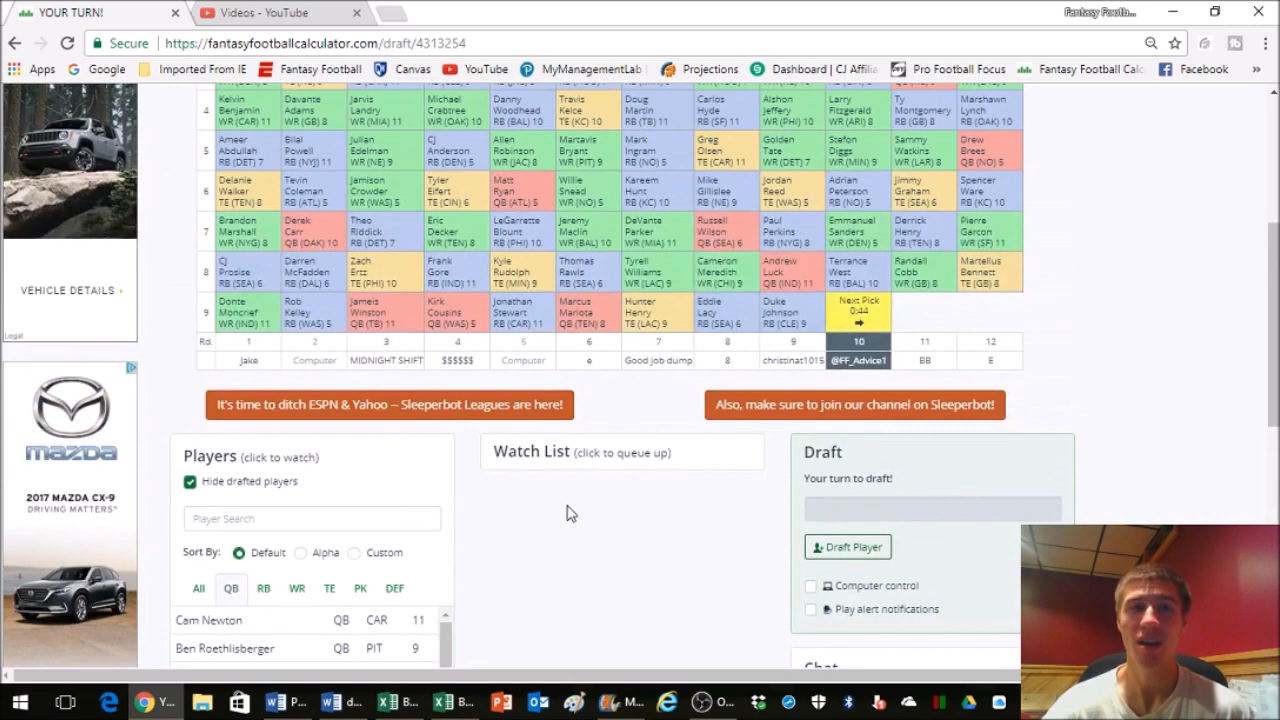 YOUR TURN!
Videos - YouTube
Fantasy Footb...
Secure
https://fantasyfootballcalculator.com/draft/4313254
Apps
Google
Imported From IE
Fantasy Football
Canvas
YouTube
MyManagementLab
Projections
Dashboard | CJ Affilia
Pro Football Focus
Fantasy Football Calc
Facebook
»
4
Kelvin Benjamin WR (CAR) 11
Davante Adams WR (GB) 8
Jarvis Landry WR (MIA) 11
Michael Crabtree WR (OAK) 10
Danny Woodhead RB (BAL) 10
Travis Kelce TE (KC) 10
Doug Martin RB (TB) 11
Carlos Hyde RB (SF) 11
Alshon Jeffery WR (PHI) 10
Larry Fitzgerald WR (ARI) 8
Ty Montgomery RB (GB) 8
Marshawn Lynch RB (OAK) 10
5
Ameer Abdullah RB (DET) 7
Bilal Powell RB (NYJ) 11
Julian Edelman WR (NE) 9
CJ Anderson RB (DEN) 5
Allen Robinson WR (JAC) 8
Martavis Bryant WR (PIT) 9
Mark Ingram RB (NO) 5
Greg Olsen TE (CAR) 11
Golden Tate WR (DET) 7
Stefon Diggs WR (MIN) 9
Sammy Watkins WR (LAR) 8
Drew Brees QB (NO) 5
6
Delanie Walker TE (TEN) 8
Tevin Coleman RB (ATL) 5
Jamison Crowder WR (WAS) 5
Tyler Eifert TE (CIN) 6
Matt Ryan QB (ATL) 5
Willie Snead WR (NO) 5
Kareem Hunt RB (KC) 10
Mike Gillislee RB (NE) 9
Jordan Reed TE (WAS) 5
Adrian Peterson RB (NO) 5
Jimmy Graham TE (SEA) 6
Spencer Ware RB (KC) 10
7
Brandon Marshall WR (NYG) 8
Derek Carr QB (OAK) 10
Theo Riddick RB (DET) 7
Eric Decker WR (TEN) 8
LeGarrette Blount RB (PHI) 10
Jeremy Maclin WR (BAL) 10
DeVante Parker WR (MIA) 11
Russell Wilson QB (SEA) 6
Paul Perkins RB (NYG) 8
Emmanuel Sanders WR (DEN) 5
Derrick Henry RB (TEN) 8
Pierre Garcon WR (SF) 11
8
CJ Prosise RB (SEA) 6
Darren McFadden RB (DAL) 6
Zach Ertz TE (PHI) 10
Frank Gore RB (IND) 11
Kyle Rudolph TE (MIN) 9
Thomas Rawls RB (SEA) 6
Tyrell Williams WR (LAC) 9
Cameron Meredith WR (CHI) 9
Andrew Luck QB (IND) 11
Terrance West RB (BAL) 10
Randall Cobb WR (GB) 8
Martellus Bennett TE (GB) 8
9
Donte Moncrief WR (IND) 11
Rob Kelley RB (WAS) 5
Jameis Winston QB (TB) 11
Kirk Cousins QB (WAS) 5
Jonathan Stewart RB (CAR) 11
Marcus Mariota QB (TEN) 8
Hunter Henry TE (LAC) 9
Eddie Lacy RB (SEA) 6
Duke Johnson RB (CLE) 9
Next Pick 0:44
Rd. 1 2 3 4 5 6 7 8 9 10 11 12
Jake Computer MIDNIGHT SHIFT $$$$$$ Computer e Good job dump 8 christinat1015 @FF_Advice1 BB E
VEHICLE DETAILS
Legal
mazda
2017 MAZDA CX-9
DRIVING MATTERS®
It's time to ditch ESPN & Yahoo – Sleeperbot Leagues are here!
Also, make sure to join our channel on Sleeperbot!
Players (click to watch)
Hide drafted players
Player Search
Sort By: Default Alpha Custom
All QB RB WR TE PK DEF
Cam Newton QB CAR 11
Ben Roethlisberger QB PIT 9
Watch List (click to queue up)
Draft
Your turn to draft!
Draft Player
Computer control
Play alert notifications
Chat
Y...
P...
d...
B...
B...
M...
O...